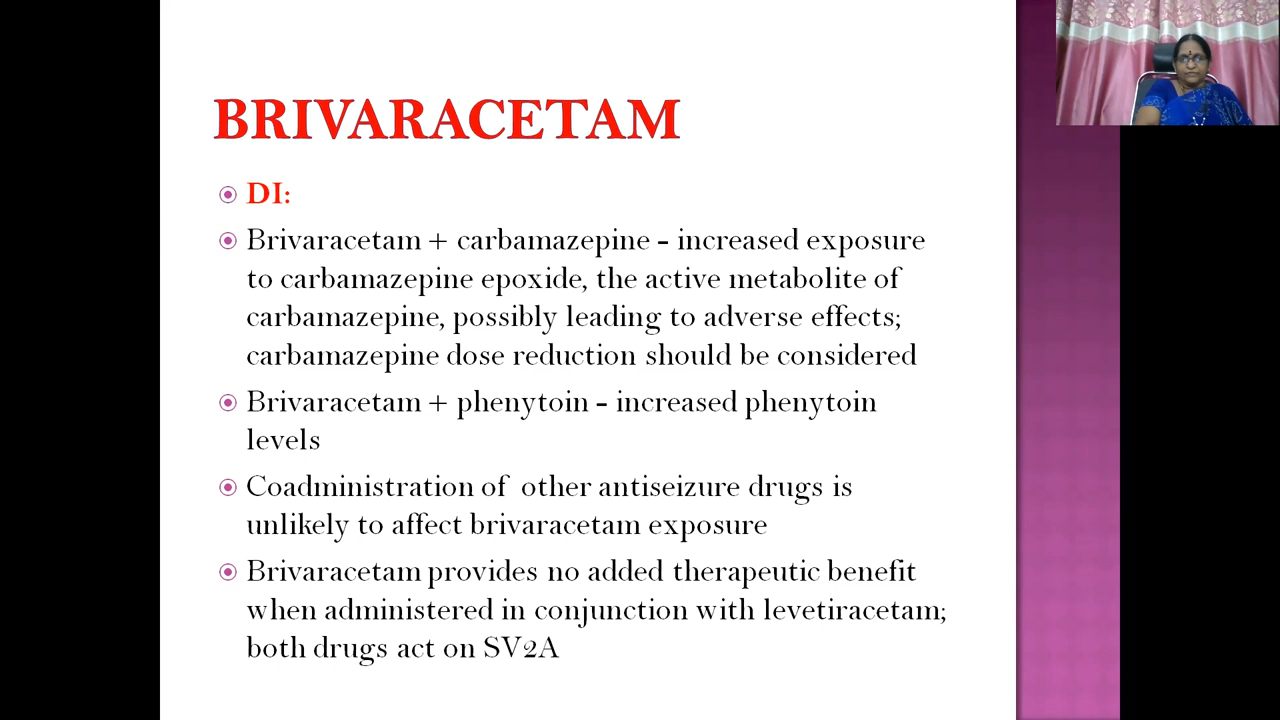 BRIVARACETAM
DI:
Brivaracetam + carbamazepine - increased exposure
to carbamazepine epoxide, the active metabolite of
carbamazepine, possibly leading to adverse effects;
carbamazepine dose reduction should be considered
Brivaracetam + phenytoin - increased phenytoin
levels
Coadministration of other antiseizure drugs is
unlikely to affect brivaracetam exposure
Brivaracetam provides no added therapeutic benefit
when administered in conjunction with levetiracetam;
both drugs act on SV2A